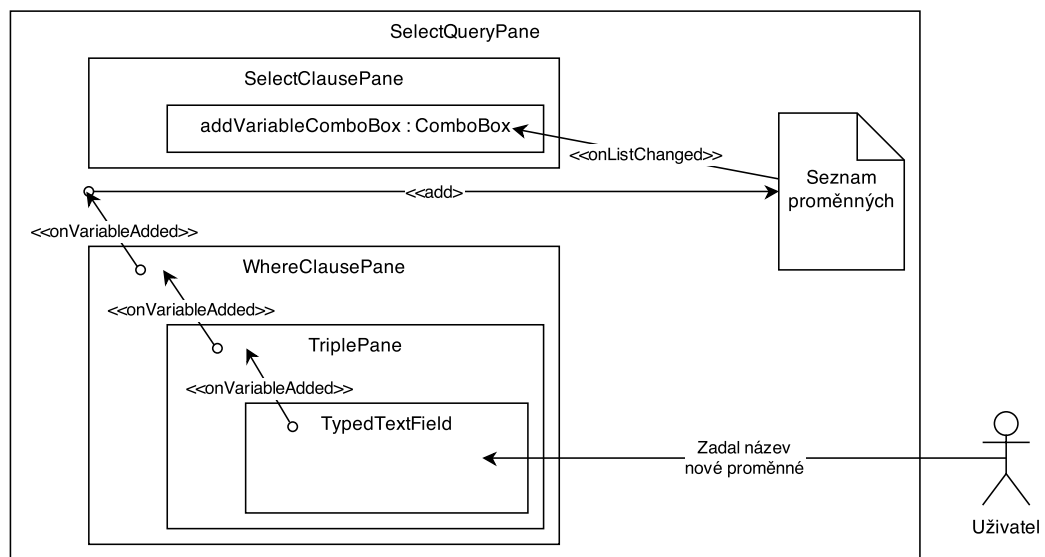 SelectQueryPane
SelectClausePane
addVariableComboBox : ComboBox
<<onListChanged>>
Seznam
proměnných
<<add>
<<onVariableAdded>>
WhereClausePane
<<onVariableAdded>>
TriplePane
<<onVariableAdded>>
TypedTextField
Zadal název
nové proměnné
Uživatel